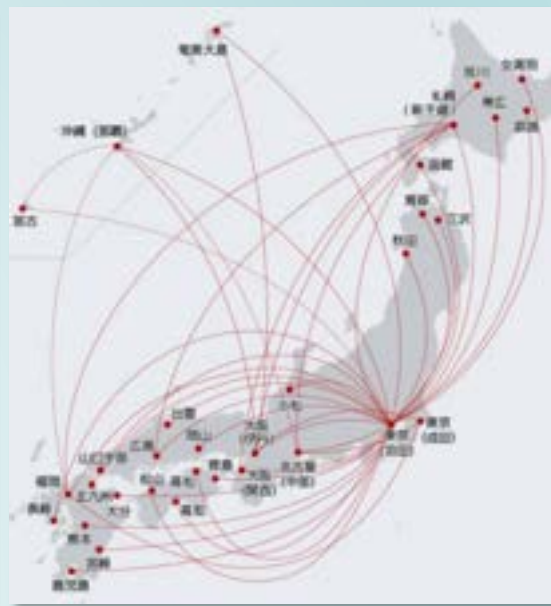 奄美大島
旭川
女満別
札幌
(新千歳)
帯広
釧路
沖縄 (那覇)
函館
宮古
青森
三沢
秋田
小松
出雲
大阪
(伊丹)
東京
(羽田)
東京
(成田)
広島
岡山
山口宇部
徳島
名古屋
(中部)
福岡
北九州
松山
高松
大阪
(関西)
長崎
大分
高知
熊本
宮崎
鹿児島